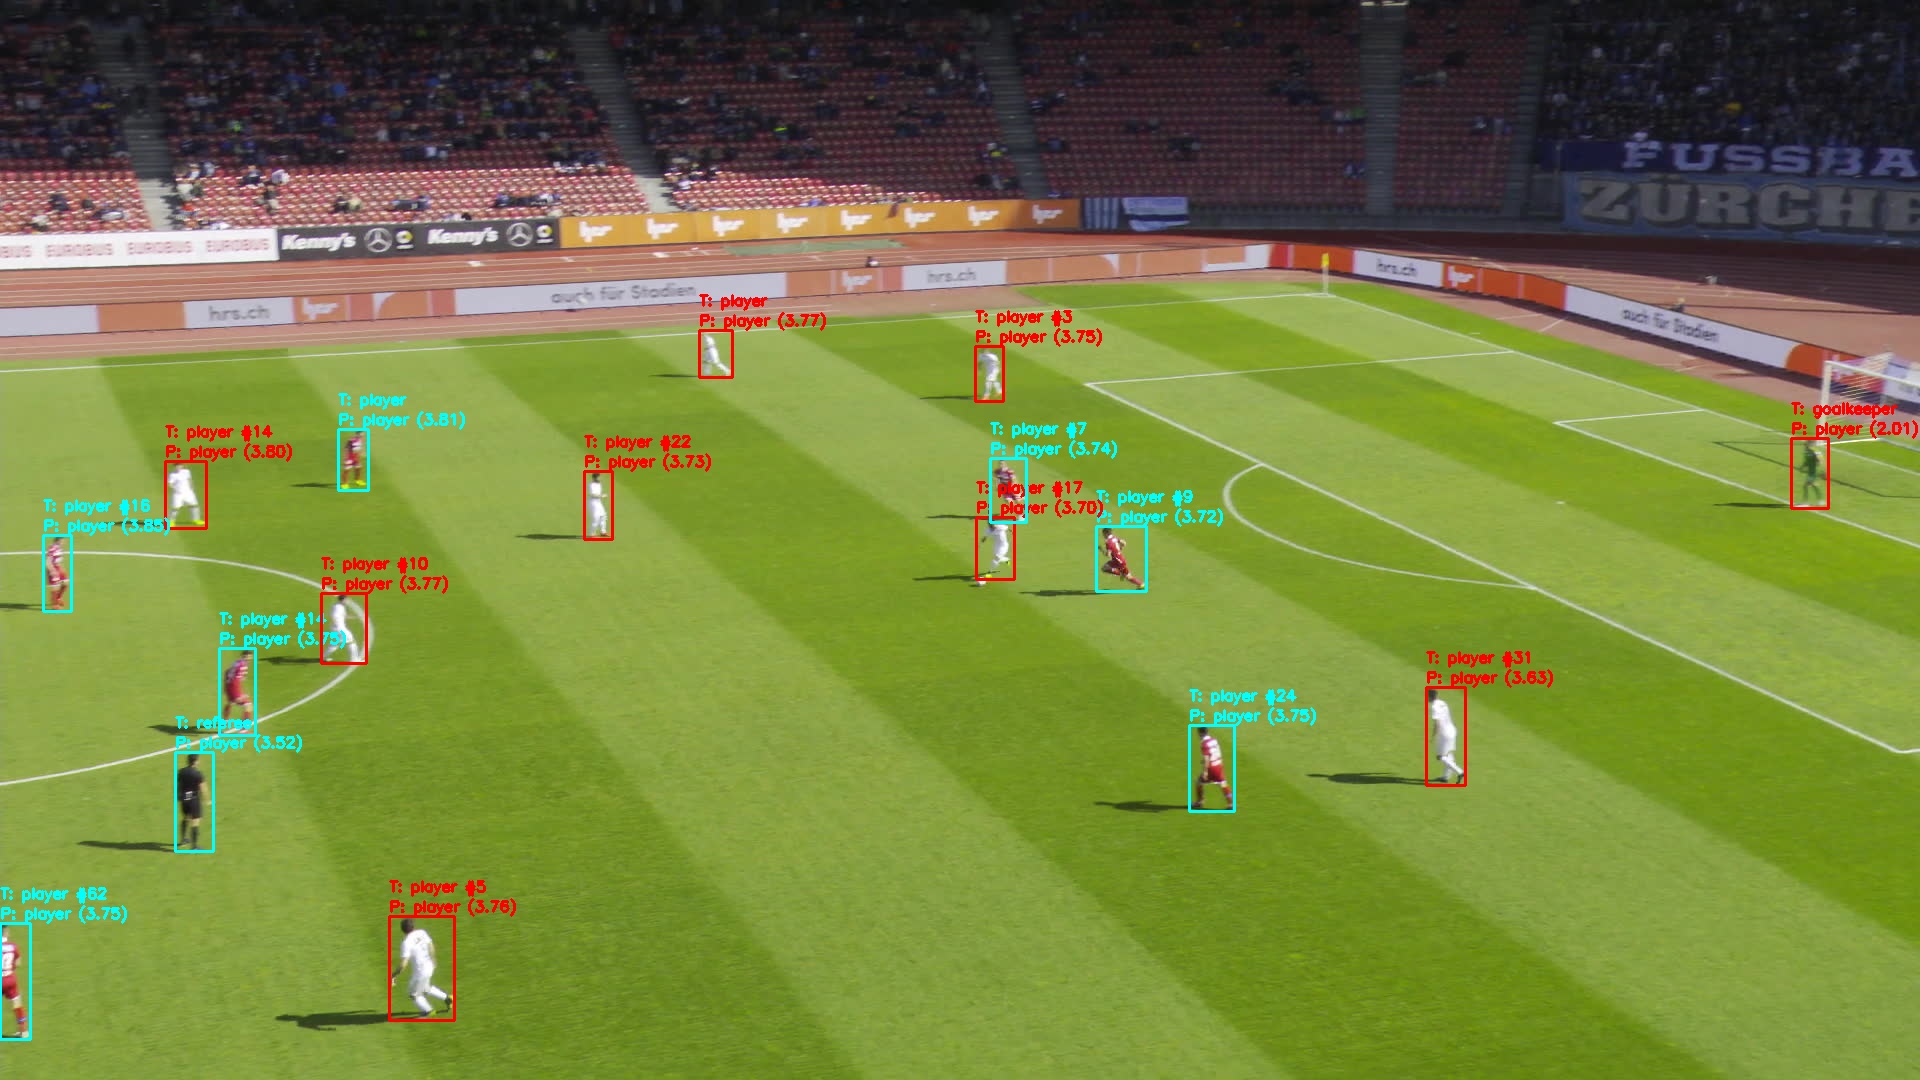 FUSSBA
ZÜRCHE
BUS EUROBUS EUROBUS EUROBUS
Kenny's Kenny's
hrs.ch auch für Stadien hrs.ch hrs.ch
auch für Stadien
T: player
P: player (3.77)
T: player #3
P: player (3.75)
T: player
P: player (3.81)
T: goalkeeper
P: player (2.01)
T: player #14
P: player (3.80)
T: player #22
P: player (3.73)
T: player #7
P: player (3.74)
T: player #16
P: player (3.85)
T: player #17
P: player (3.70)
T: player #9
P: player (3.72)
T: player #10
P: player (3.77)
T: player #14
P: player (3.75)
T: player #31
P: player (3.63)
T: player #24
P: player (3.75)
T: referee
P: player (3.52)
T: player #62
P: player (3.75)
T: player #5
P: player (3.76)